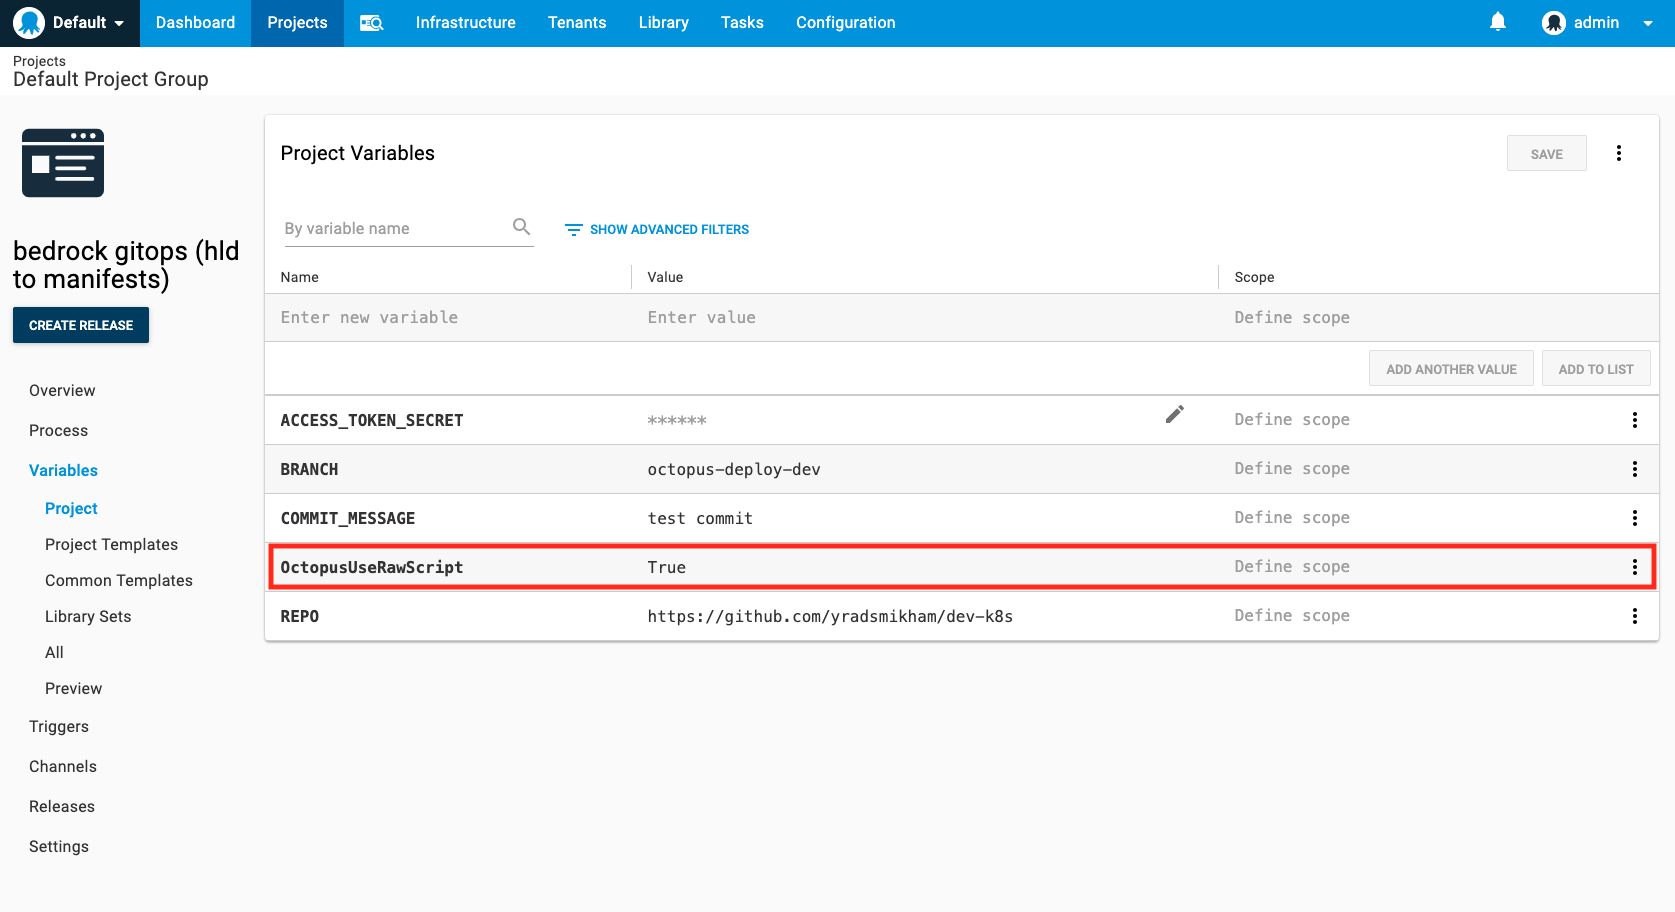 Default
Dashboard
Projects
Infrastructure
Tenants
Library
Tasks
Configuration
admin
Projects
Default Project Group
bedrock gitops (hld
to manifests)
CREATE RELEASE
Overview
Process
Variables
Project
Project Templates
Common Templates
Library Sets
All
Preview
Triggers
Channels
Releases
Settings
Project Variables
SAVE
By variable name
SHOW ADVANCED FILTERS
Name Value Scope
Enter new variable Enter value Define scope
ADD ANOTHER VALUE ADD TO LIST
ACCESS_TOKEN_SECRET ****** Define scope
BRANCH octopus-deploy-dev Define scope
COMMIT_MESSAGE test commit Define scope
OctopusUseRawScript True Define scope
REPO https://github.com/yradsmikham/dev-k8s Define scope